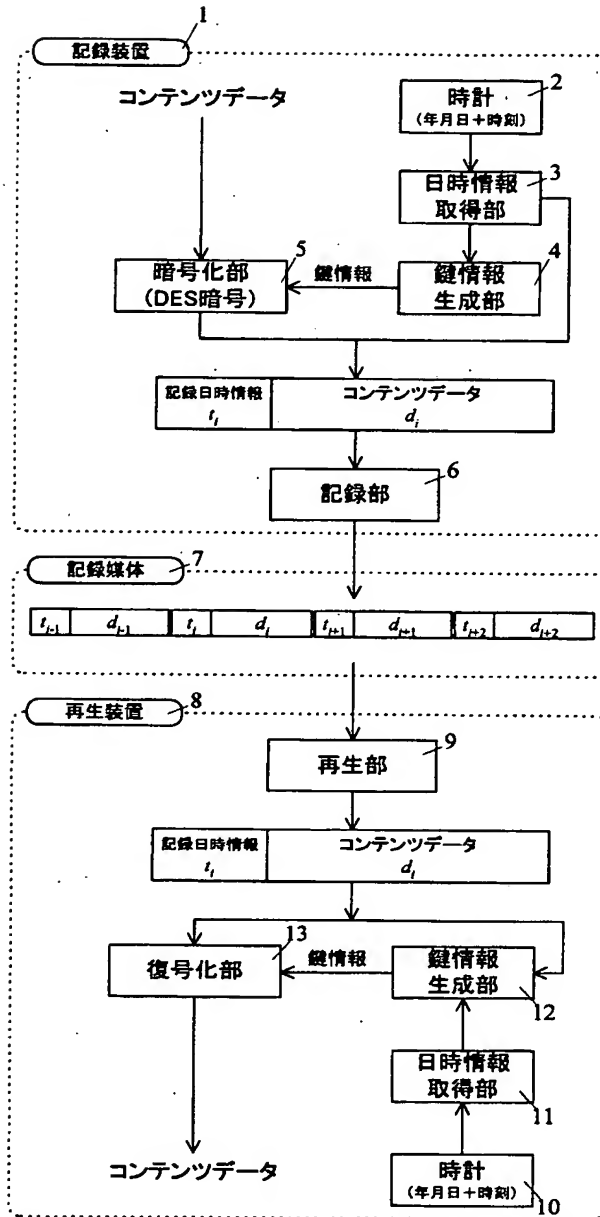 1
記録装置
コンテンツデータ
時計
(年月日+時刻)
2
日時情報
取得部
3
鍵情報
生成部
4
鍵情報
暗号化部
(DES暗号)
5
記録日時情報
t_i
コンテンツデータ
d_i
記録部
6
記録媒体
7
t_{i-1} d_{i-1} t_i d_i t_{i+1} d_{i+1} t_{i+2} d_{i+2}
再生装置
8
再生部
9
記録日時情報
t_i
コンテンツデータ
d_i
復号化部
13
鍵情報
鍵情報
生成部
12
日時情報
取得部
11
コンテンツデータ
時計
(年月日+時刻)
10